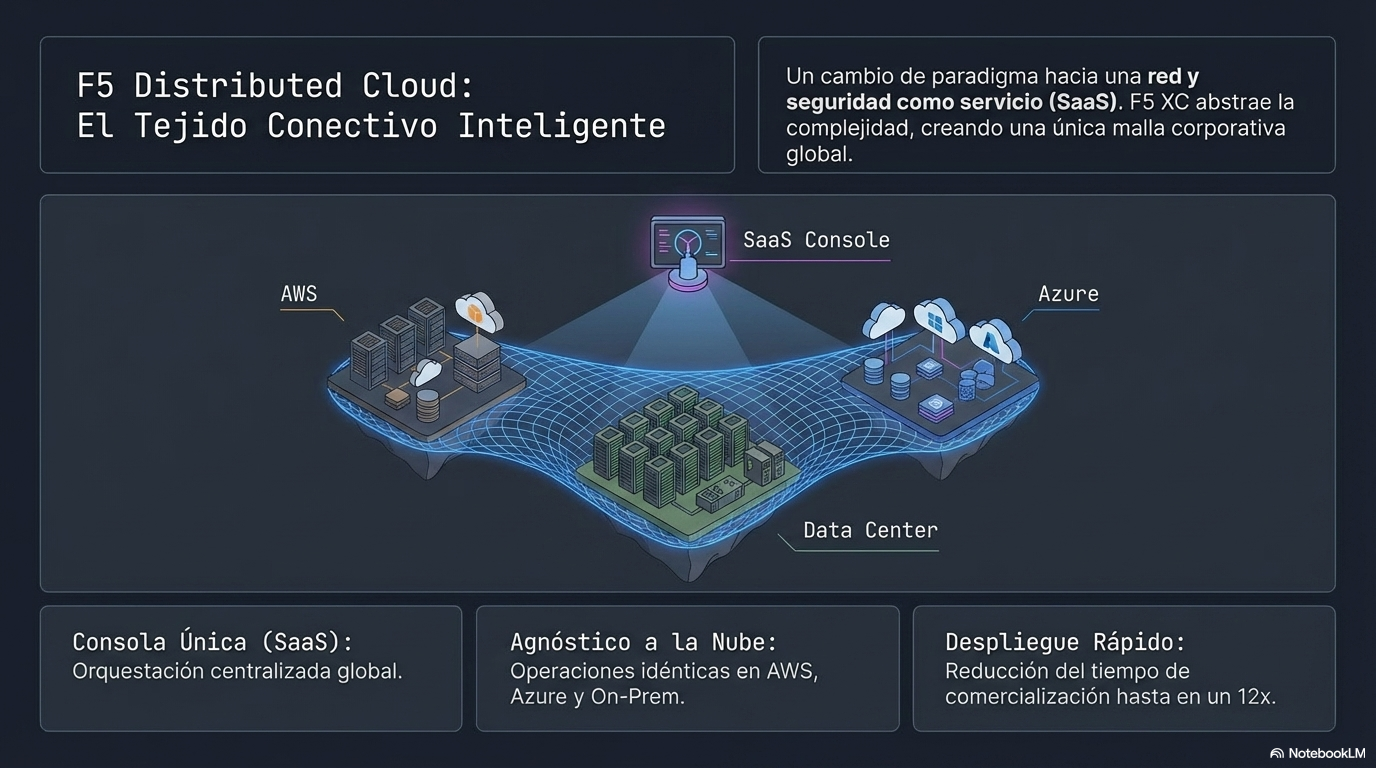 F5 Distributed Cloud:
El Tejido Conectivo Inteligente
Un cambio de paradigma hacia una red y
seguridad como servicio (SaaS). F5 XC abstrae la
complejidad, creando una única malla corporativa
global.
SaaS Console
AWS
Azure
Data Center
Consola Única (SaaS):
Orquestación centralizada global.
Agnóstico a la Nube:
Operaciones idénticas en AWS,
Azure y On-Prem.
Despliegue Rápido:
Reducción del tiempo de
comercialización hasta en un 12x.
NotebookLM